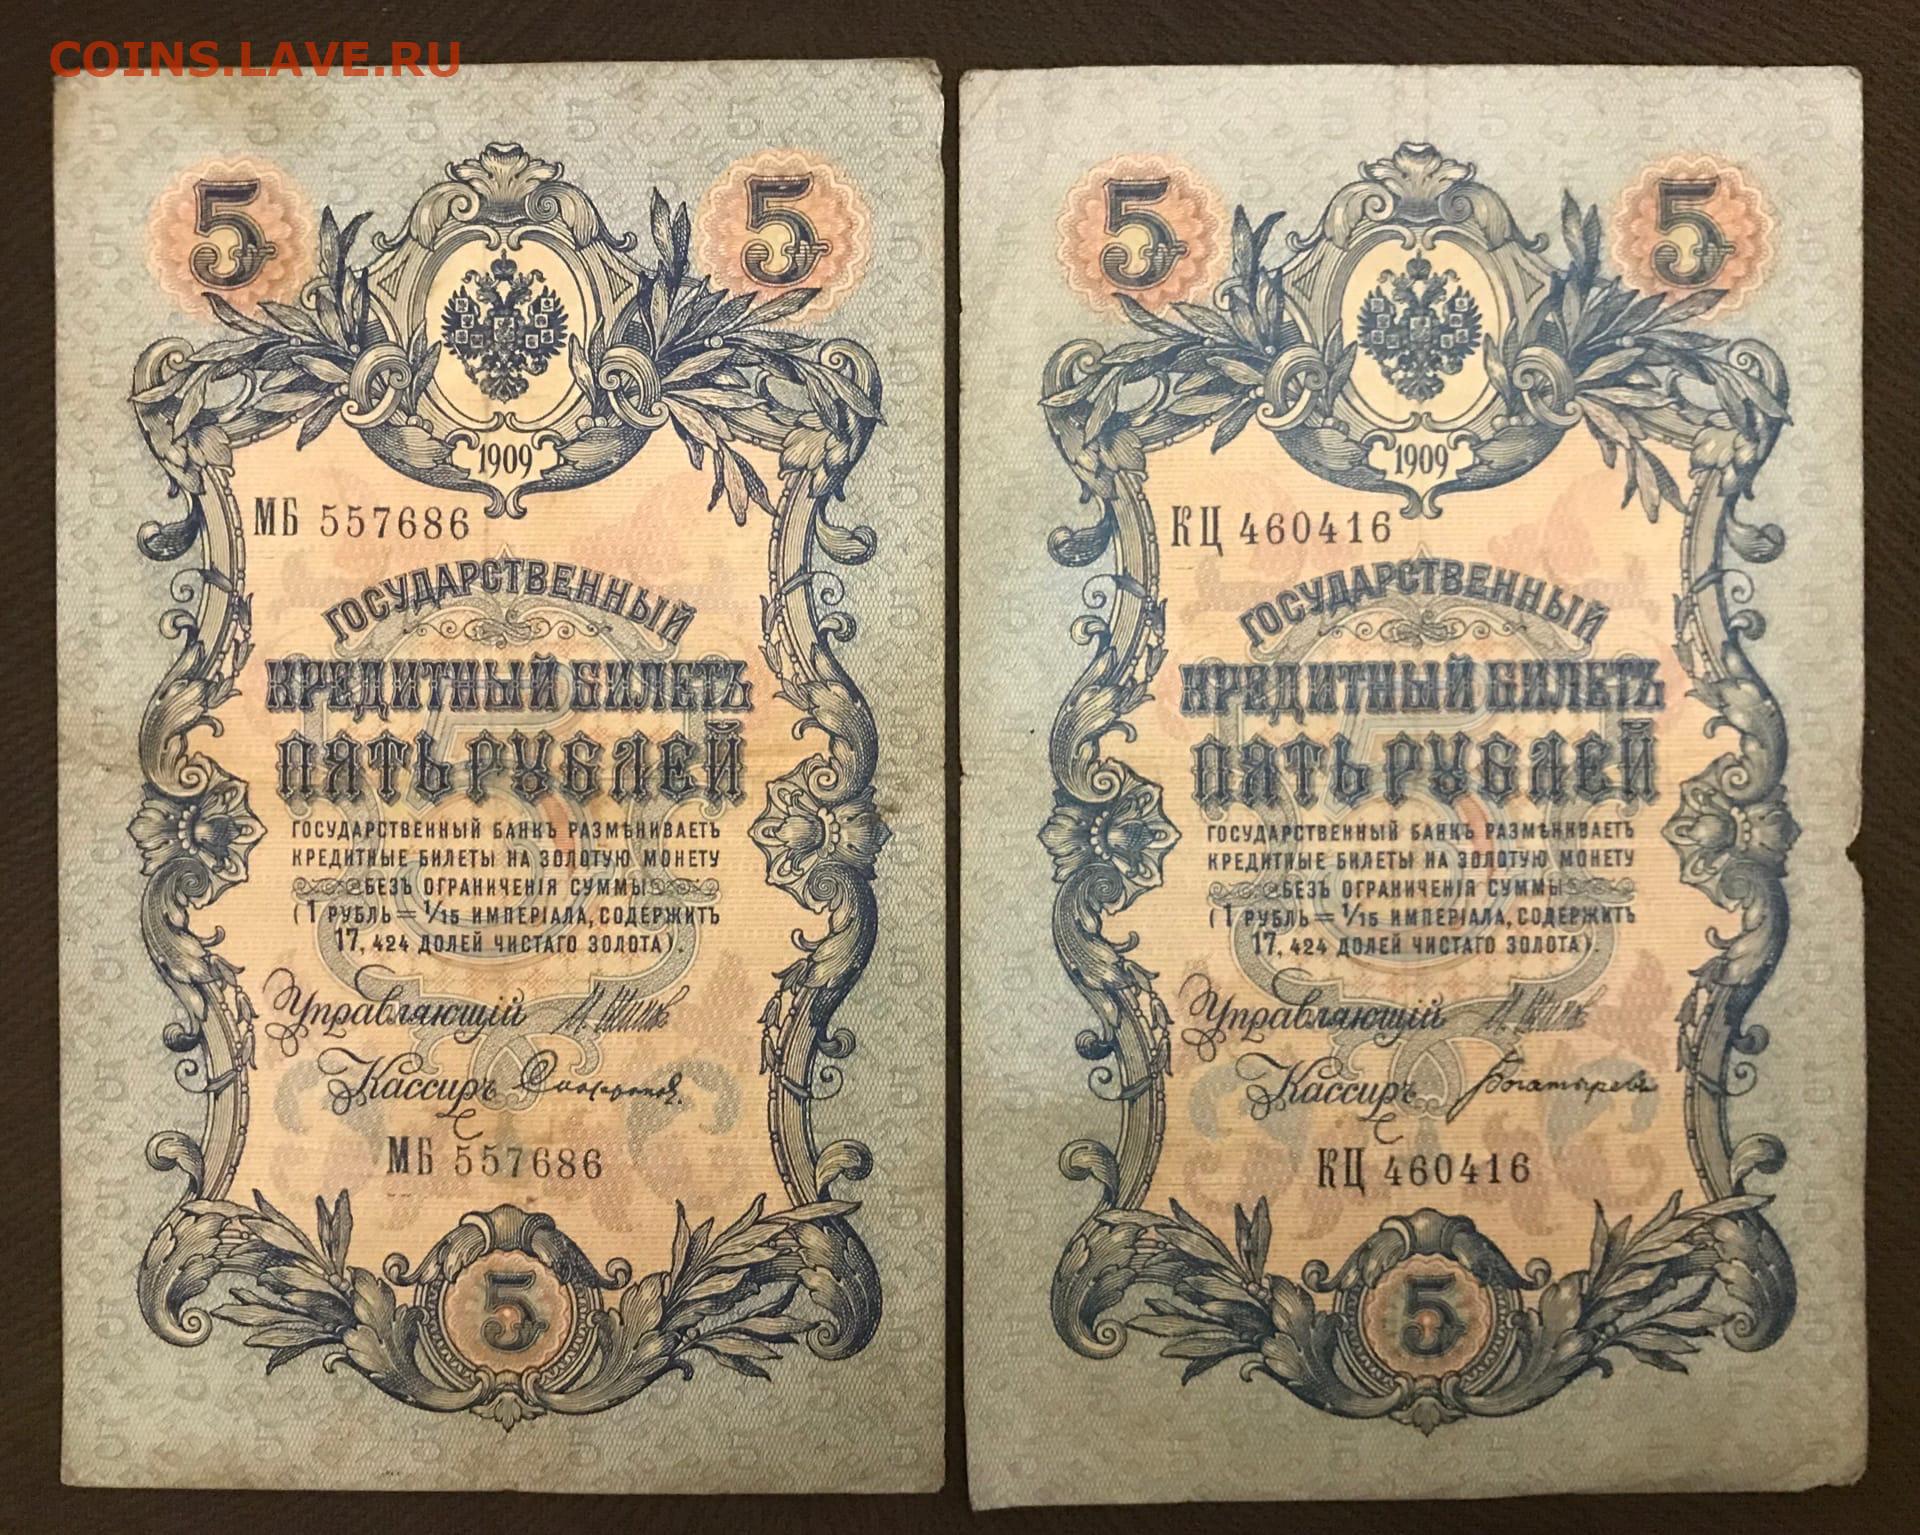 COINS.LAVE.RU
5 5
1909
МБ 557686
ГОСУДАРСТВЕННЫЙ
КРЕДИТНЫЙ БИЛЕТЪ
ПЯТЬ РУБЛЕЙ
ГОСУДАРСТВЕННЫЙ БАНКЪ РАЗМѢНИВАЕТЪ
КРЕДИТНЫЕ БИЛЕТЫ НА ЗОЛОТУЮ МОНЕТУ
БЕЗЪ ОГРАНИЧЕНІЯ СУММЫ
(1 РУБЛЬ = 1/15 ИМПЕРІАЛА, СОДЕРЖИТЪ
17, 424 ДОЛЕЙ ЧИСТАГО ЗОЛОТА).
Управляющій
Кассиръ
МБ 557686
5
5 5
1909
КЦ 460416
ГОСУДАРСТВЕННЫЙ
КРЕДИТНЫЙ БИЛЕТЪ
ПЯТЬ РУБЛЕЙ
ГОСУДАРСТВЕННЫЙ БАНКЪ РАЗМѢНИВАЕТЪ
КРЕДИТНЫЕ БИЛЕТЫ НА ЗОЛОТУЮ МОНЕТУ
БЕЗЪ ОГРАНИЧЕНІЯ СУММЫ
(1 РУБЛЬ = 1/15 ИМПЕРІАЛА, СОДЕРЖИТЪ
17, 424 ДОЛЕЙ ЧИСТАГО ЗОЛОТА).
Управляющій
Кассиръ Богатыревъ
КЦ 460416
5